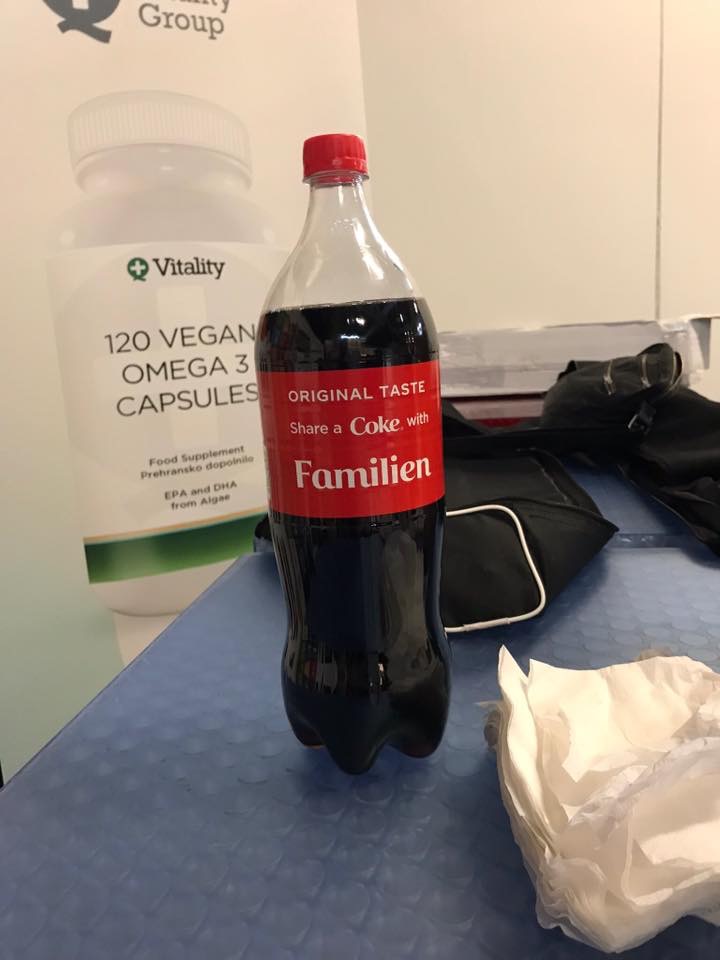 Group
Vitality
120 VEGAN
OMEGA 3
CAPSULES
Food Supplement
Prehransko dopolnilo
EPA and DHA
from Algae
ORIGINAL TASTE
Share a Coke with
Familien